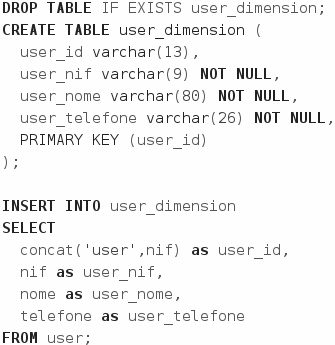 DROP TABLE IF EXISTS user_dimension;
CREATE TABLE user_dimension (
user_id varchar(13),
user_nif varchar(9) NOT NULL,
user_nome varchar(80) NOT NULL,
user_telefone varchar(26) NOT NULL,
PRIMARY KEY (user_id)
);
INSERT INTO user_dimension
SELECT
concat('user',nif) as user_id,
nif as user_nif,
nome as user_nome,
telefone as user_telefone
FROM user;